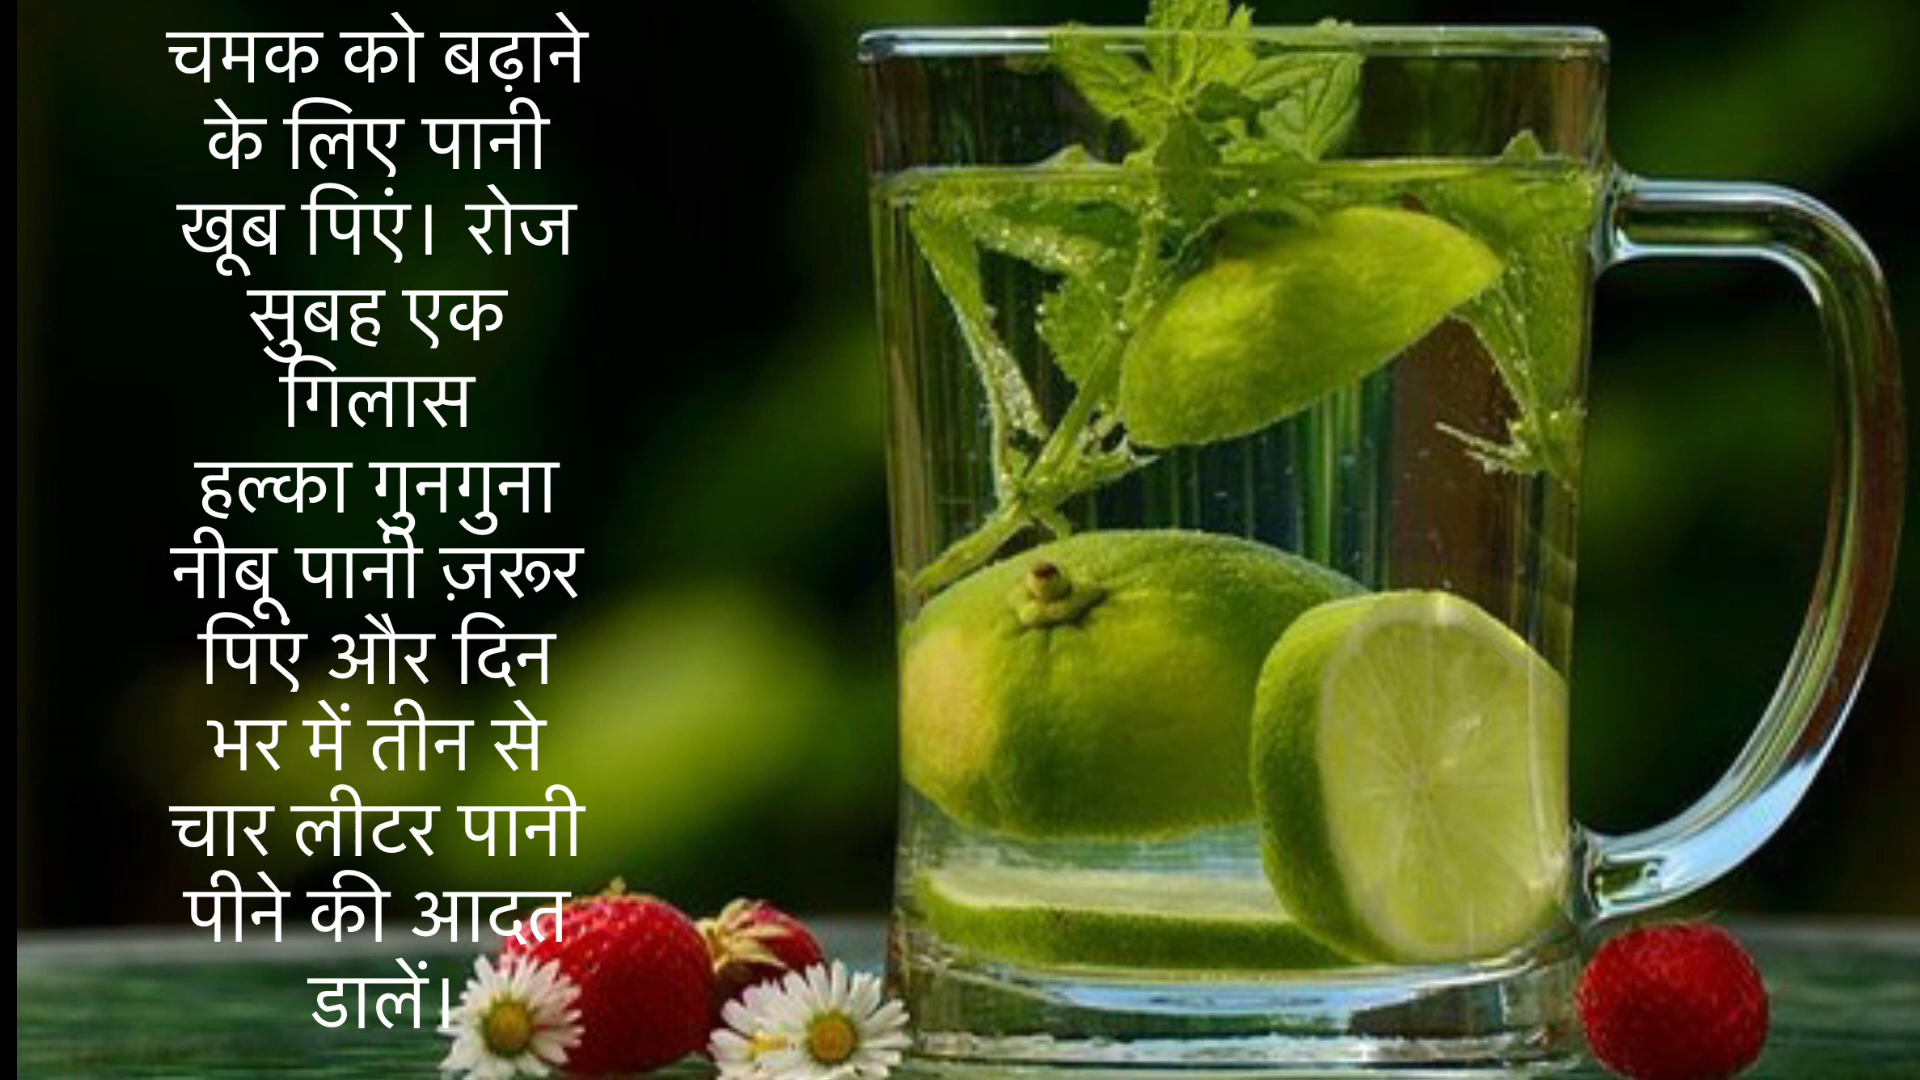 चमक को बढ़ाने
के लिए पानी
खूब पिएं। रोज
सुबह एक
गिलास
हल्का गुनगुना
नीबू पानी ज़रूर
पिएं और दिन
भर में तीन से
चार लीटर पानी
पीने की आदत
डालें।